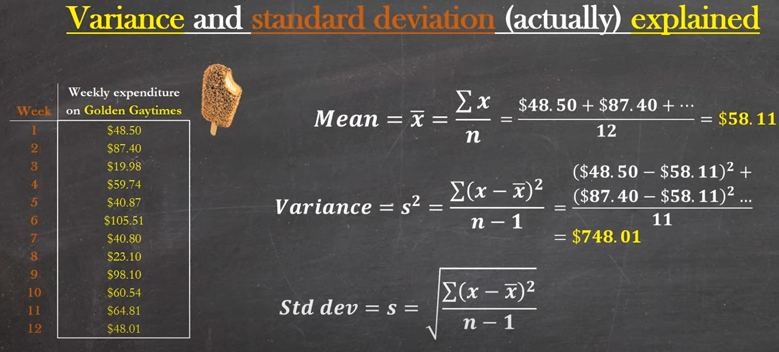 Variance and standard deviation (actually) explained
Weekly expenditure
Week on Golden Gaytimes
1 $48.50
2 $87.40
3 $19.98
4 $59.74
5 $40.87
6 $105.51
7 $40.80
8 $23.10
9 $98.10
10 $60.54
11 $64.81
12 $48.01
Mean = x̅ = ∑ x / n = $48.50 + $87.40 + ⋯ / 12 = $58.11
Variance = s² = ∑(x − x̅)² / n − 1 = ($48.50 − $58.11)² + ($87.40 − $58.11)² ... / 11
= $748.01
Std dev = s = √ ∑(x − x̅)² / n − 1